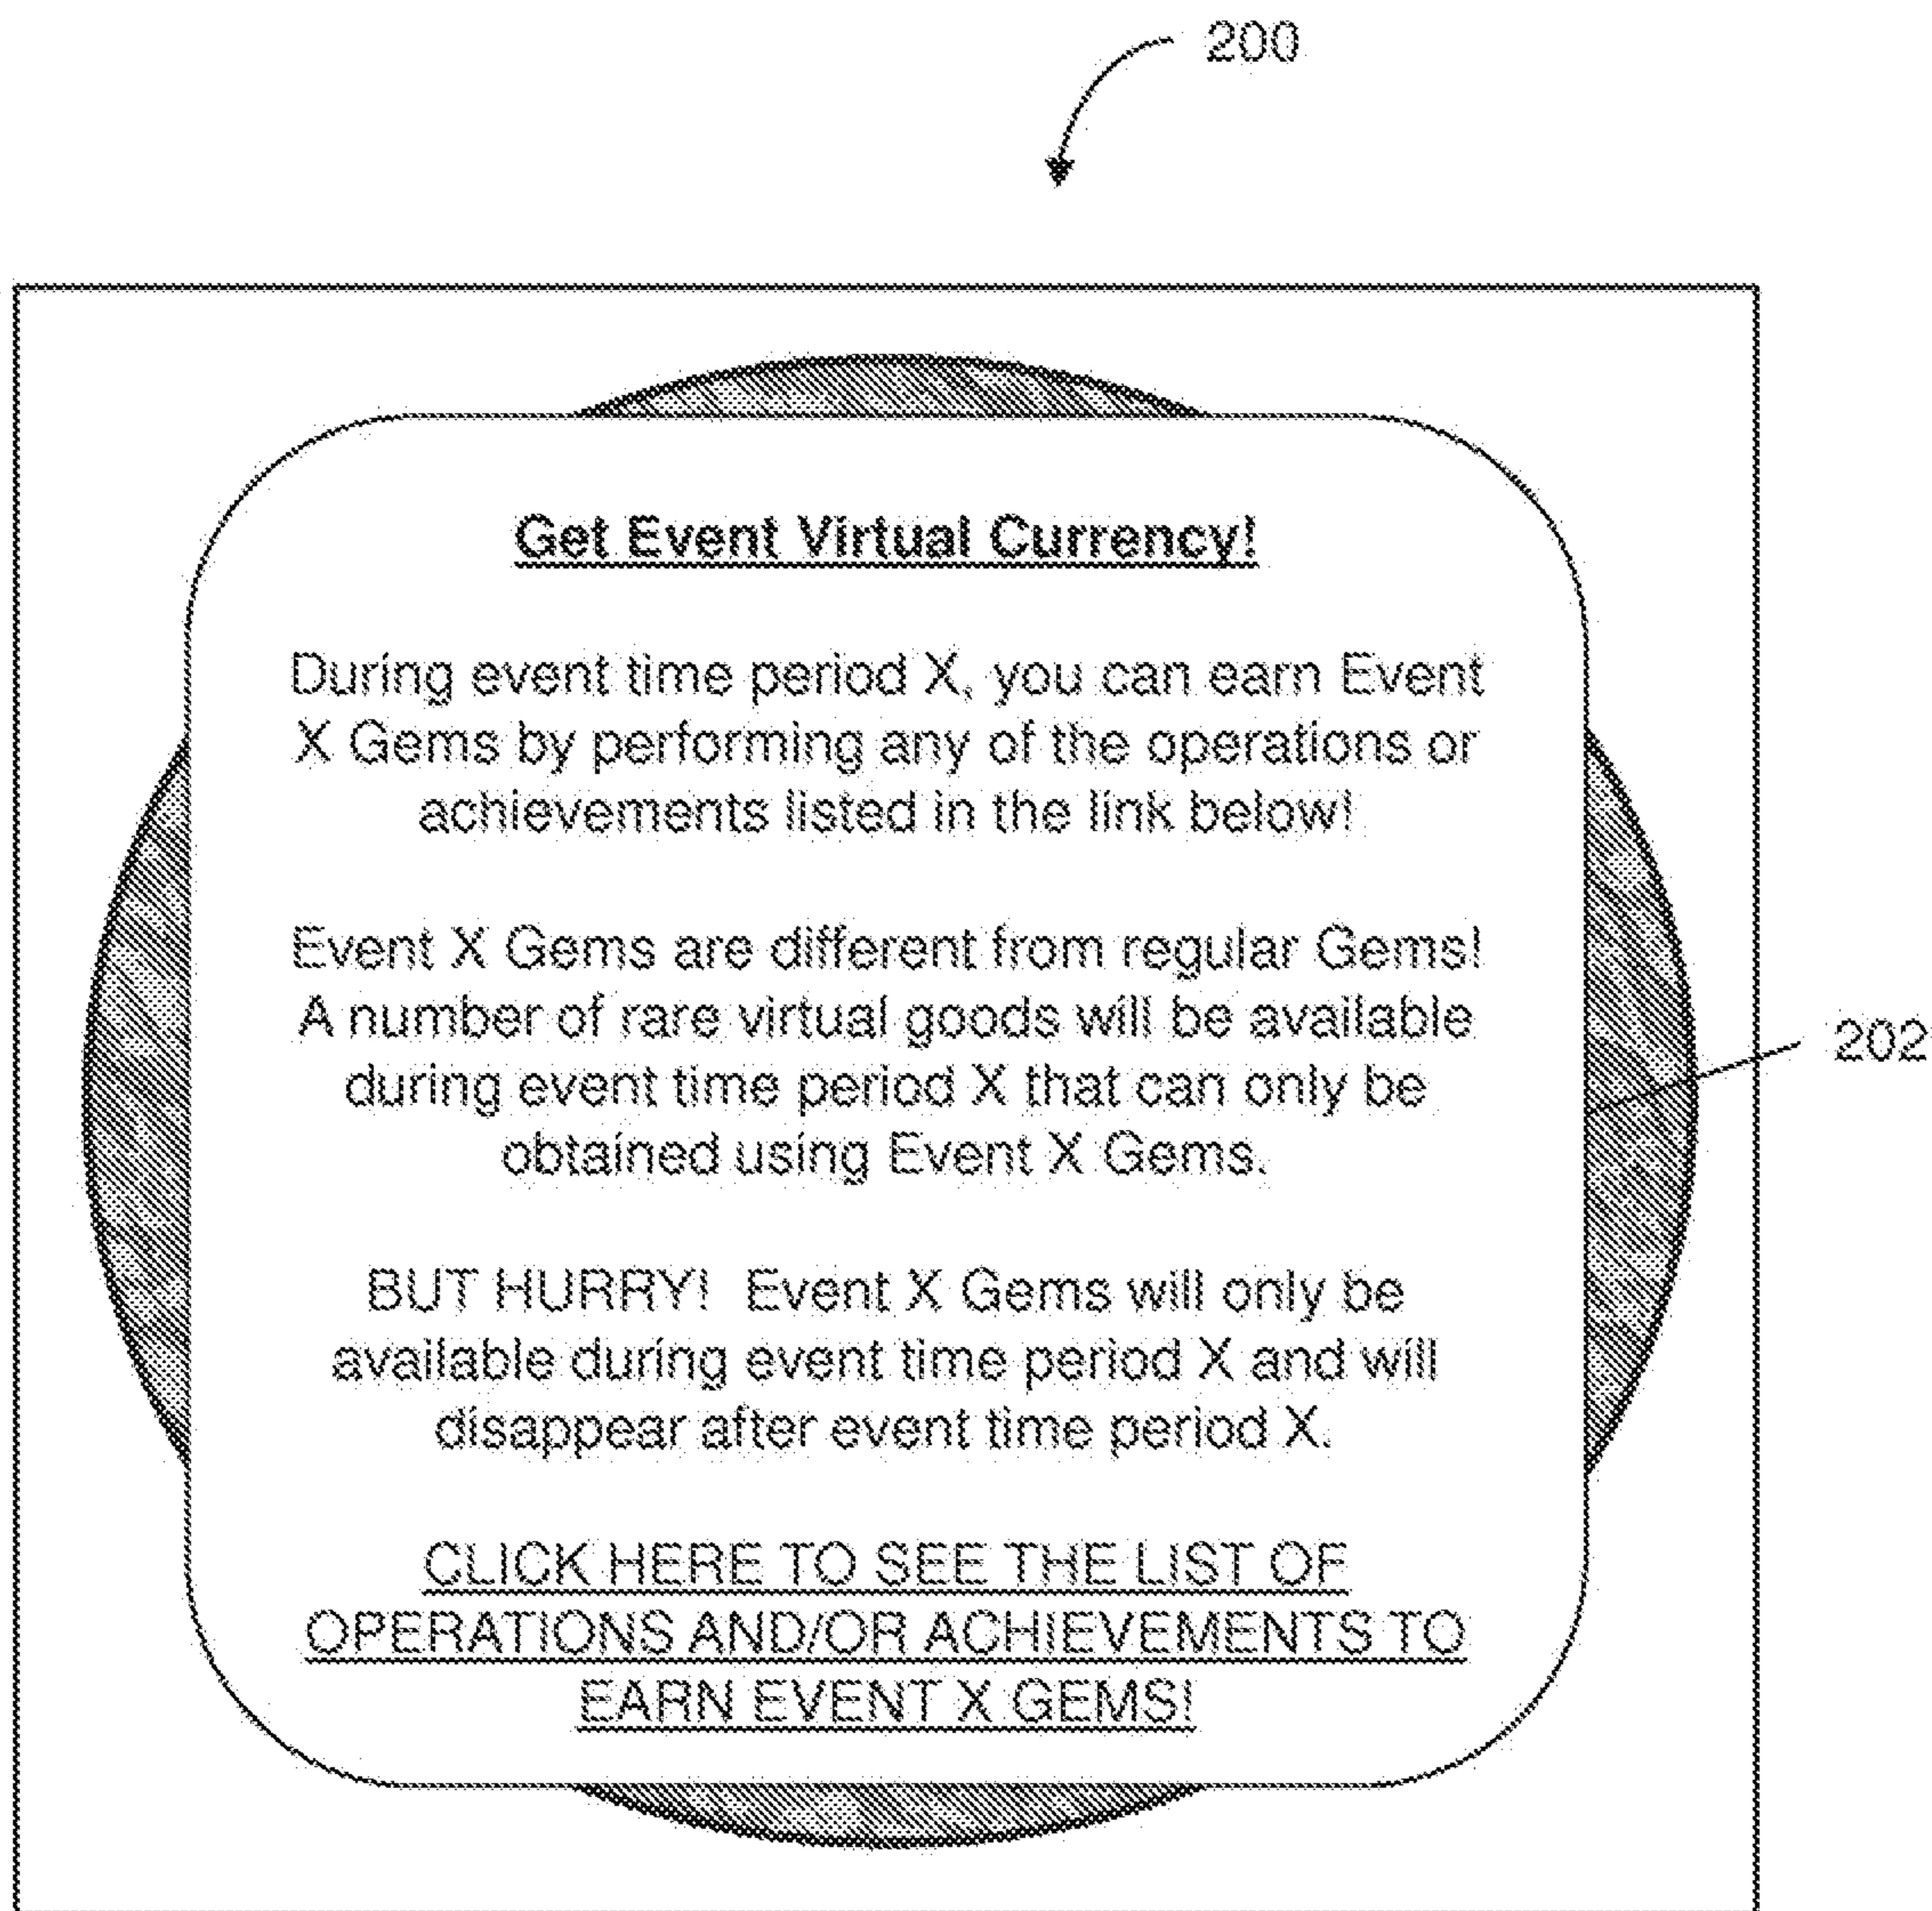 200
Get Event Virtual Currency!
During event time period X, you can earn Event
X Gems by performing any of the operations or
achievements listed in the link below!
Event X Gems are different from regular Gems!
A number of rare virtual goods will be available
during event time period X that can only be
obtained using Event X Gems.
202
BUT HURRY!  Event X Gems will only be
available during event time period X and will
disappear after event time period X.
CLICK HERE TO SEE THE LIST OF
OPERATIONS AND/OR ACHIEVEMENTS TO
EARN EVENT X GEMS!